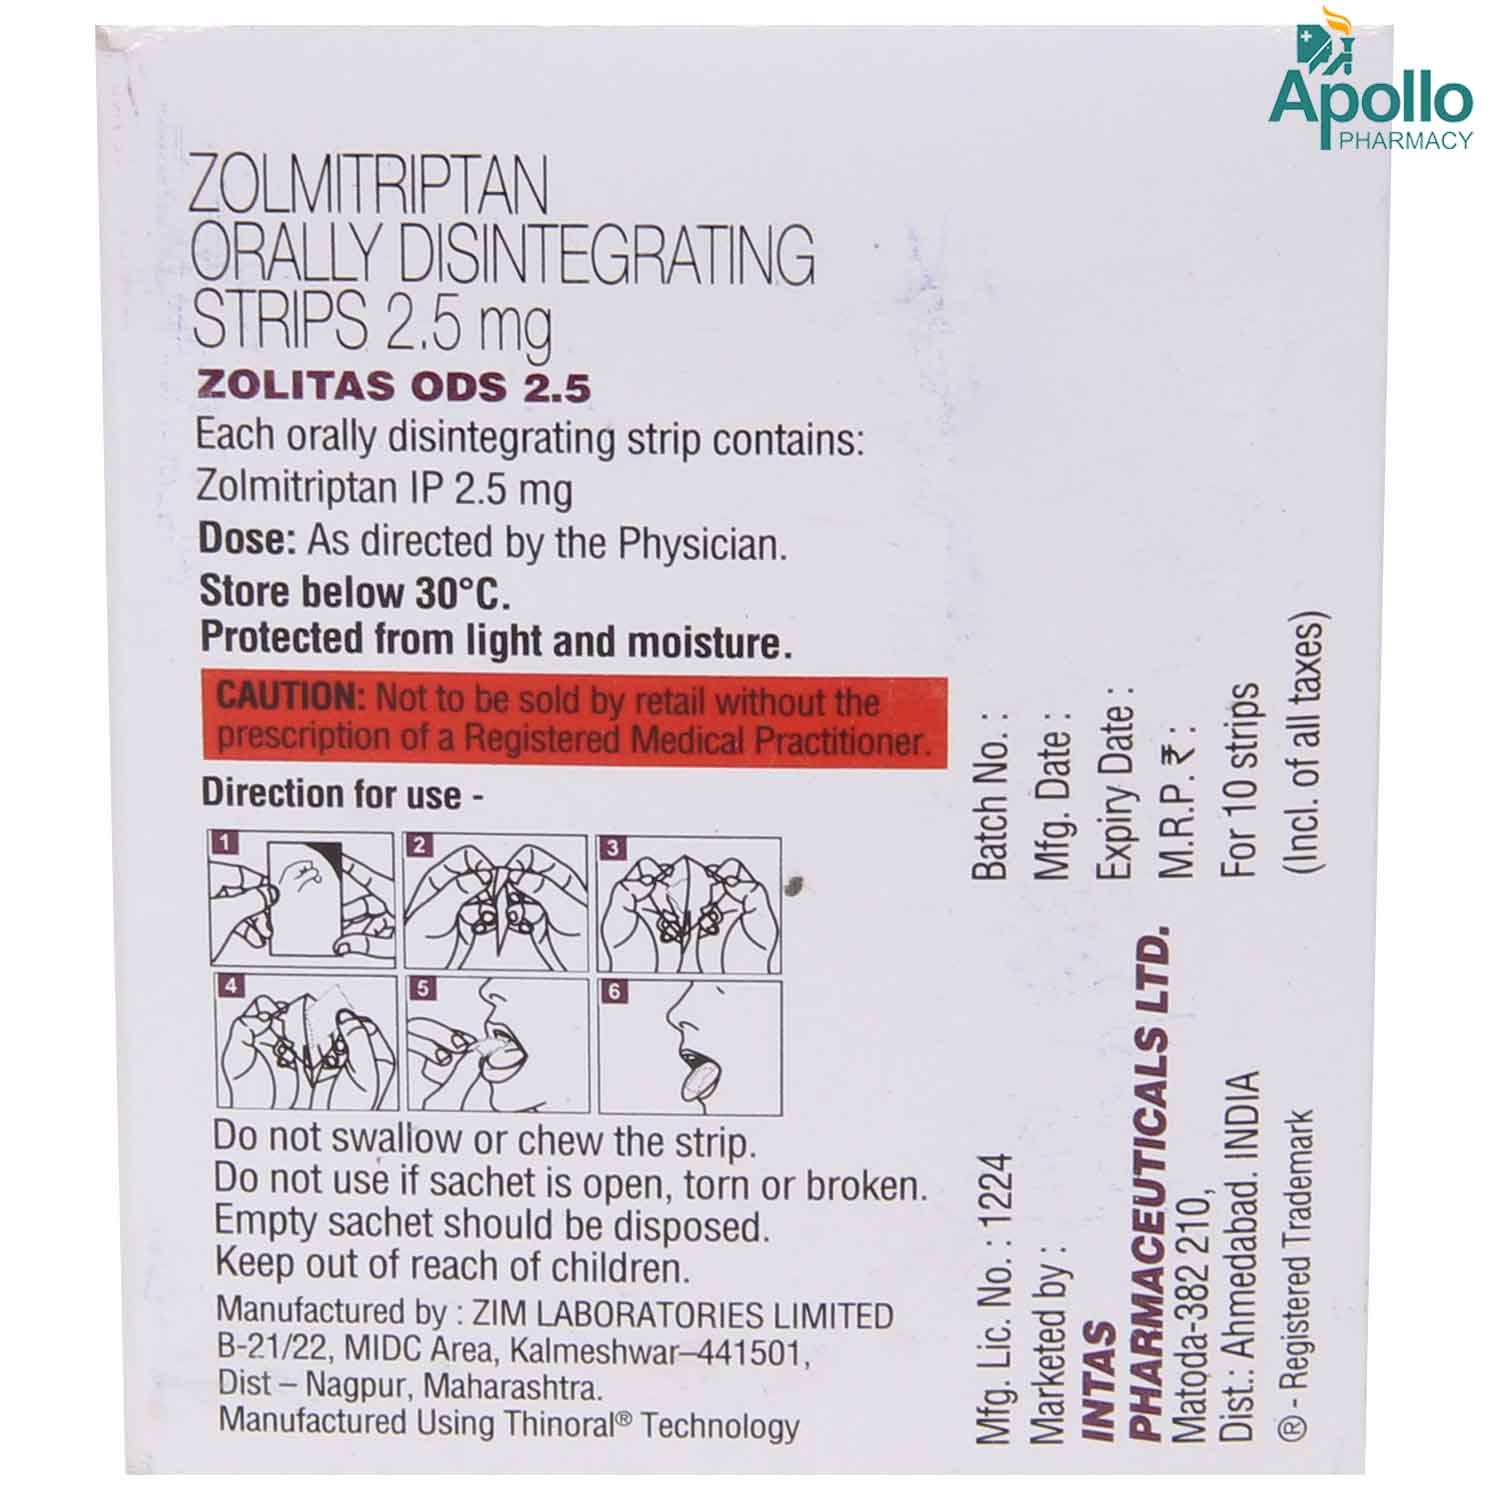 Apollo
PHARMACY
ZOLMITRIPTAN
ORALLY DISINTEGRATING
STRIPS 2.5 mg
ZOLITAS ODS 2.5
Each orally disintegrating strip contains:
Zolmitriptan IP 2.5 mg
Dose: As directed by the Physician.
Store below 30°C.
Protected from light and moisture.
CAUTION: Not to be sold by retail without the
prescription of a Registered Medical Practitioner.
Direction for use -
1
2
3
4
5
6
Do not swallow or chew the strip.
Do not use if sachet is open, torn or broken.
Empty sachet should be disposed.
Keep out of reach of children.
Manufactured by : ZIM LABORATORIES LIMITED
B-21/22, MIDC Area, Kalmeshwar–441501,
Dist – Nagpur, Maharashtra.
Manufactured Using Thinoral® Technology
Batch No. :
Mfg. Date :
Expiry Date :
M.R.P. ₹ :
For 10 strips
(Incl. of all taxes)
Mfg. Lic. No. : 1224
Marketed by :
INTAS
PHARMACEUTICALS LTD.
Matoda-382 210,
Dist.: Ahmedabad. INDIA
® - Registered Trademark